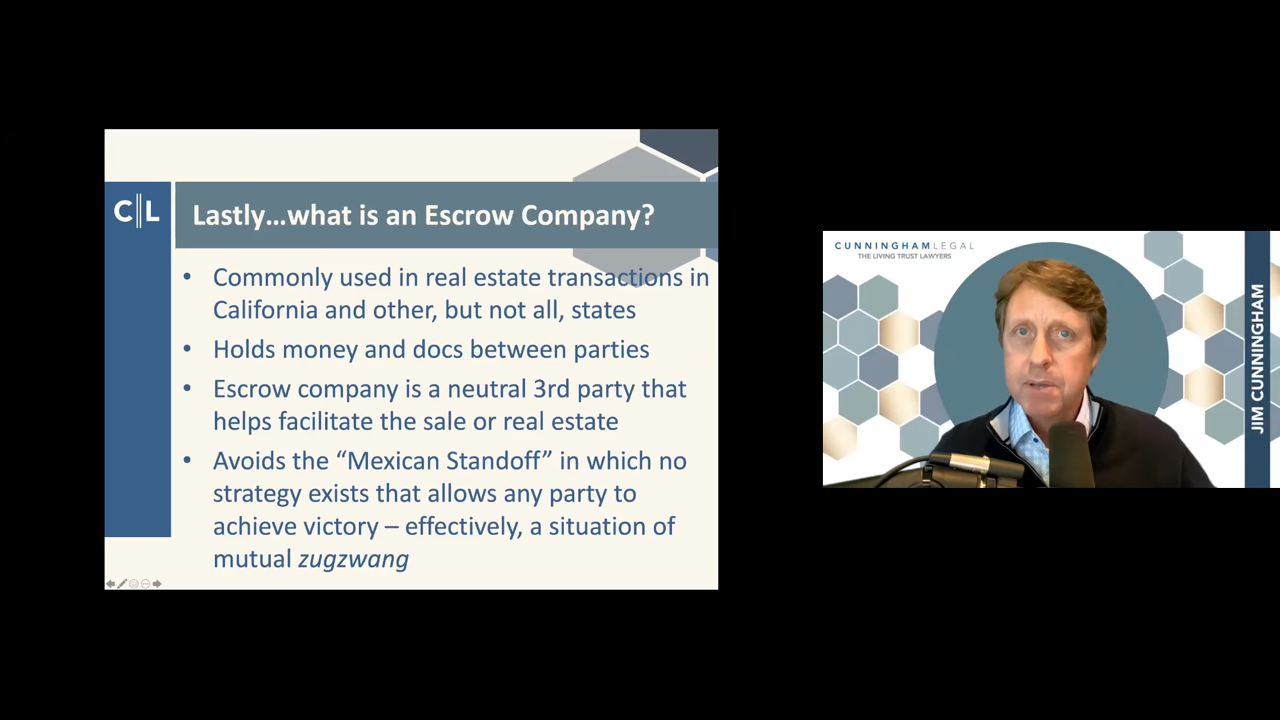 C||L
Lastly...what is an Escrow Company?
• Commonly used in real estate transactions in
California and other, but not all, states
• Holds money and docs between parties
• Escrow company is a neutral 3rd party that
helps facilitate the sale or real estate
• Avoids the “Mexican Standoff” in which no
strategy exists that allows any party to
achieve victory – effectively, a situation of
mutual zugzwang
CUNNINGHAMLEGAL
THE LIVING TRUST LAWYERS
JIM CUNNINGHAM